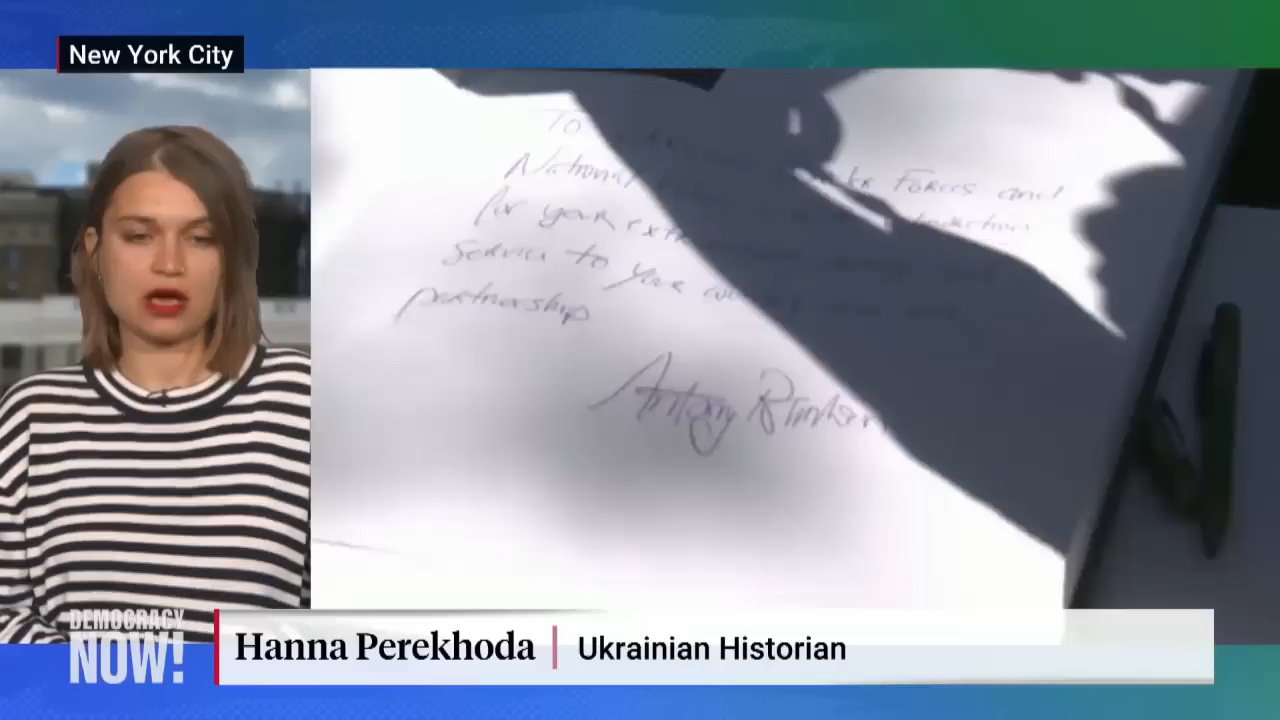 New York City
To
National Forces and
for your
Service to your
partnership
Antony Blinken
DEMOCRACY
NOW!
Hanna Perekhoda | Ukrainian Historian